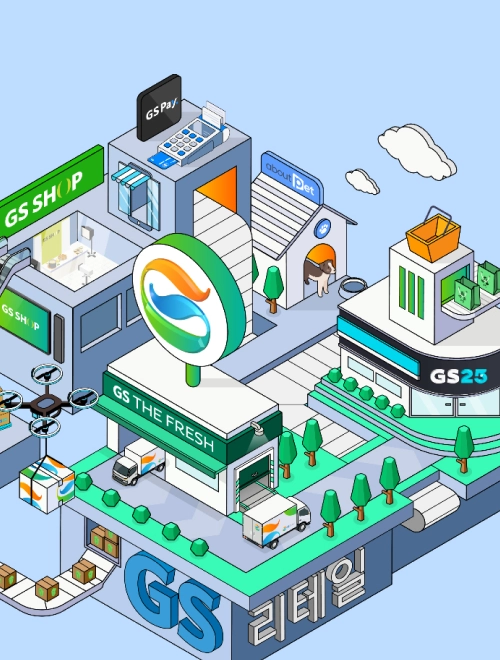 GS Pay
about Pet
GS SHOP
GS SHOP
GS25
GS THE FRESH
GS
리테일